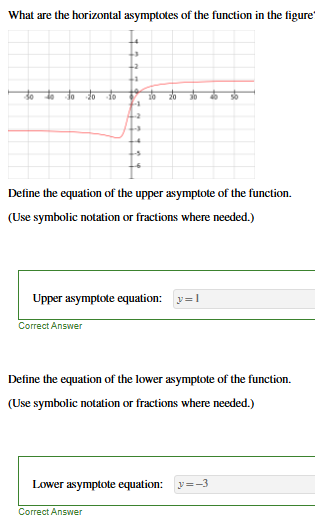 What are the horizontal asymptotes of the function in the figure?
4
3
2
1
-50 -40 -30 -20 -10 0 10 20 30 40 50
-1
-2
-3
-4
-5
-6
Define the equation of the upper asymptote of the function.
(Use symbolic notation or fractions where needed.)
Upper asymptote equation: y=1
Correct Answer
Define the equation of the lower asymptote of the function.
(Use symbolic notation or fractions where needed.)
Lower asymptote equation: y=-3
Correct Answer